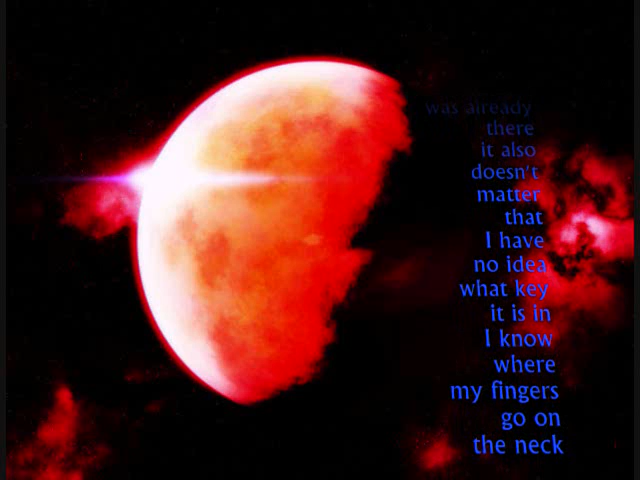 was already
there
it also
doesn't
matter
that
I have
no idea
what key
it is in
I know
where
my fingers
go on
the neck